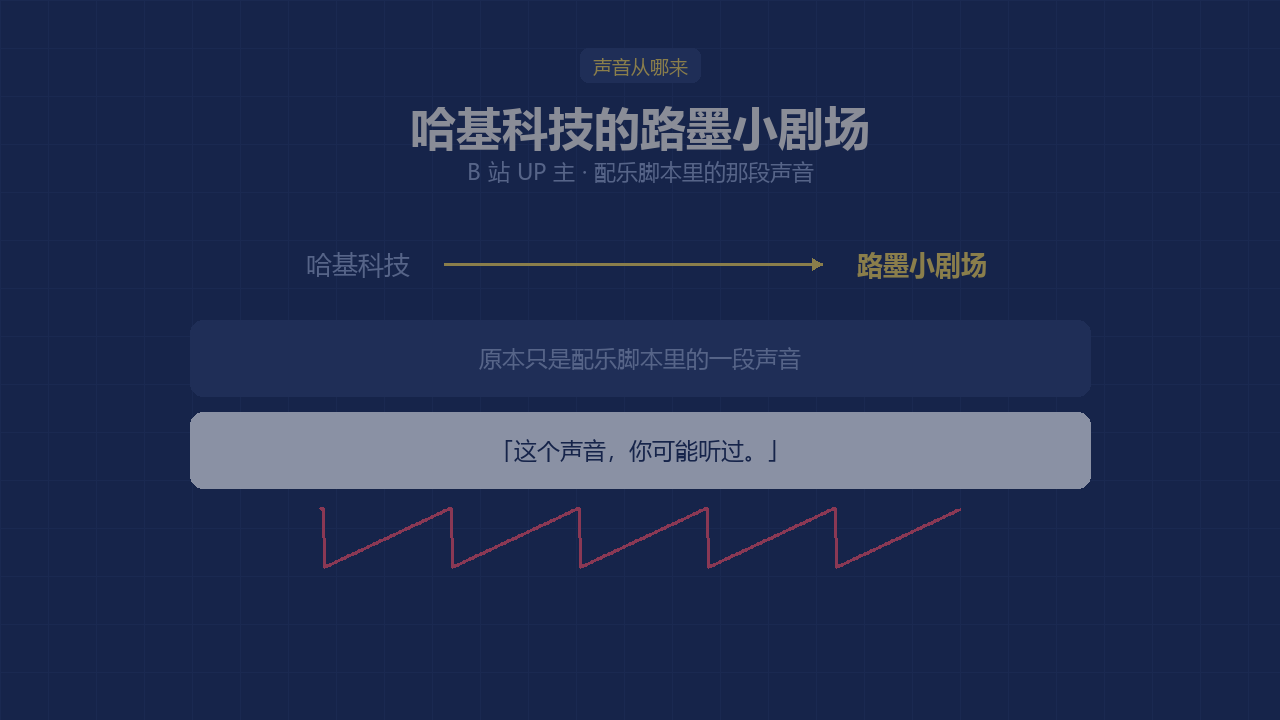 声音从哪来
哈基科技的路墨小剧场
B 站 UP 主 · 配乐脚本里的那段声音
哈基科技
路墨小剧场
原本只是配乐脚本里的一段声音
「这个声音，你可能听过。」